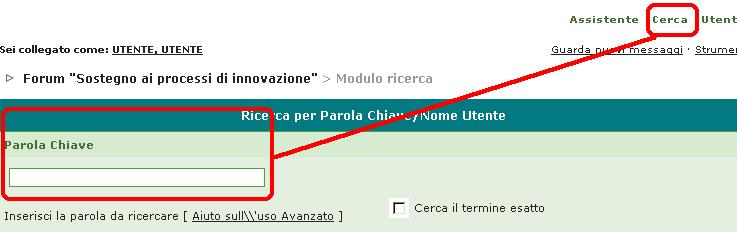 Assistente Cerca Utent
Sei collegato come: UTENTE, UTENTE
Guarda nuovi messaggi · Strumen
Forum "Sostegno ai processi di innovazione" > Modulo ricerca
Ricerca per Parola Chiave/Nome Utente
Parola Chiave
Inserisci la parola da ricercare [ Aiuto sull\\'uso Avanzato ]
Cerca il termine esatto